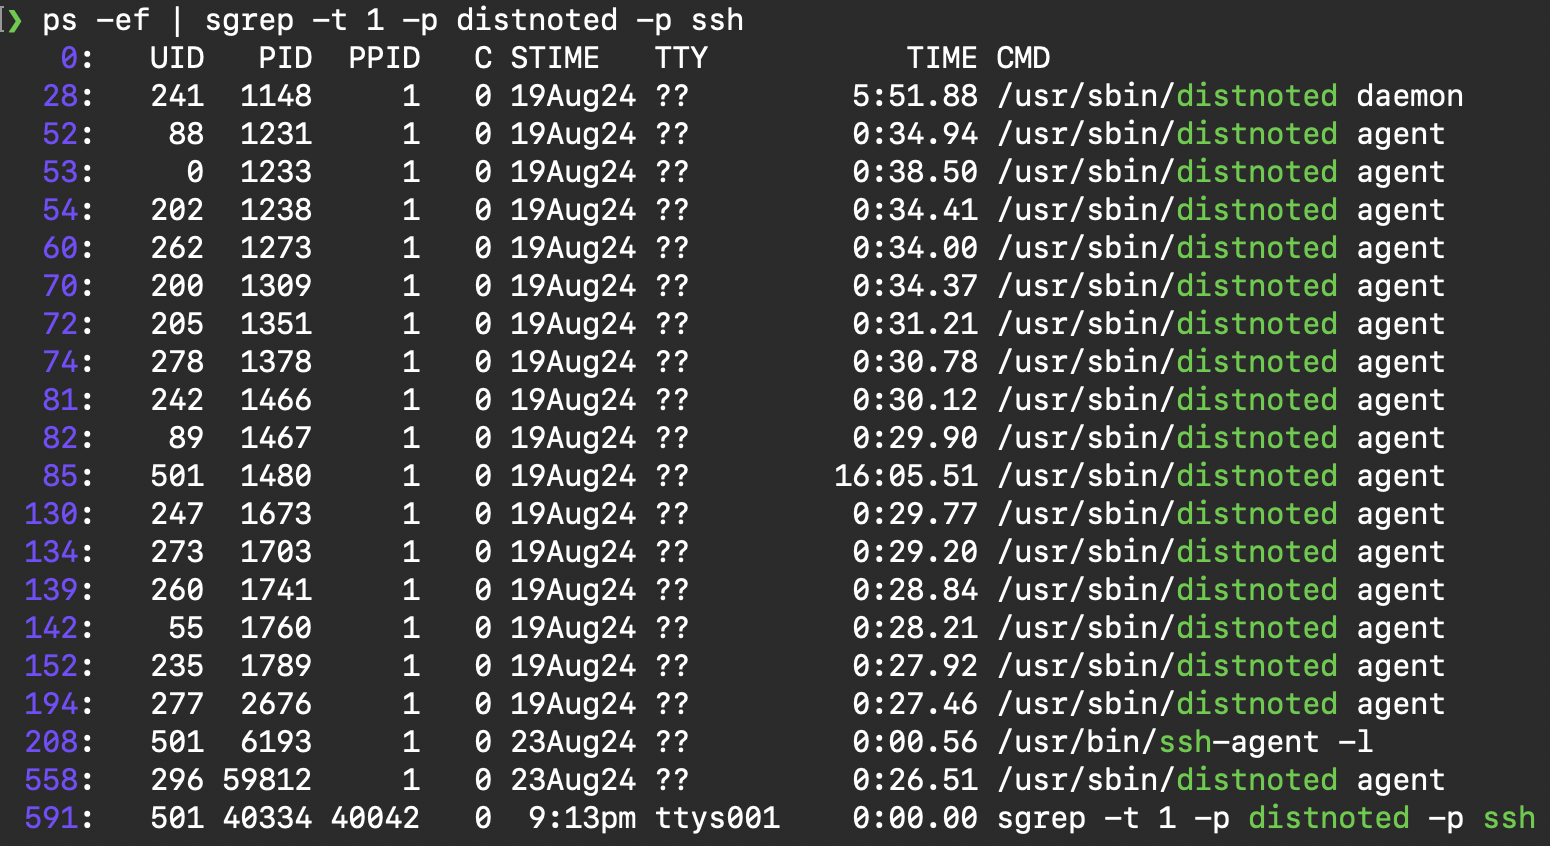 ❯ ps -ef | sgrep -t 1 -p distnoted -p ssh
0: UID PID PPID C STIME TTY TIME CMD
28: 241 1148 1 0 19Aug24 ?? 5:51.88 /usr/sbin/distnoted daemon
52: 88 1231 1 0 19Aug24 ?? 0:34.94 /usr/sbin/distnoted agent
53: 0 1233 1 0 19Aug24 ?? 0:38.50 /usr/sbin/distnoted agent
54: 202 1238 1 0 19Aug24 ?? 0:34.41 /usr/sbin/distnoted agent
60: 262 1273 1 0 19Aug24 ?? 0:34.00 /usr/sbin/distnoted agent
70: 200 1309 1 0 19Aug24 ?? 0:34.37 /usr/sbin/distnoted agent
72: 205 1351 1 0 19Aug24 ?? 0:31.21 /usr/sbin/distnoted agent
74: 278 1378 1 0 19Aug24 ?? 0:30.78 /usr/sbin/distnoted agent
81: 242 1466 1 0 19Aug24 ?? 0:30.12 /usr/sbin/distnoted agent
82: 89 1467 1 0 19Aug24 ?? 0:29.90 /usr/sbin/distnoted agent
85: 501 1480 1 0 19Aug24 ?? 16:05.51 /usr/sbin/distnoted agent
130: 247 1673 1 0 19Aug24 ?? 0:29.77 /usr/sbin/distnoted agent
134: 273 1703 1 0 19Aug24 ?? 0:29.20 /usr/sbin/distnoted agent
139: 260 1741 1 0 19Aug24 ?? 0:28.84 /usr/sbin/distnoted agent
142: 55 1760 1 0 19Aug24 ?? 0:28.21 /usr/sbin/distnoted agent
152: 235 1789 1 0 19Aug24 ?? 0:27.92 /usr/sbin/distnoted agent
194: 277 2676 1 0 19Aug24 ?? 0:27.46 /usr/sbin/distnoted agent
208: 501 6193 1 0 23Aug24 ?? 0:00.56 /usr/bin/ssh-agent -l
558: 296 59812 1 0 23Aug24 ?? 0:26.51 /usr/sbin/distnoted agent
591: 501 40334 40042 0 9:13pm ttys001 0:00.00 sgrep -t 1 -p distnoted -p ssh